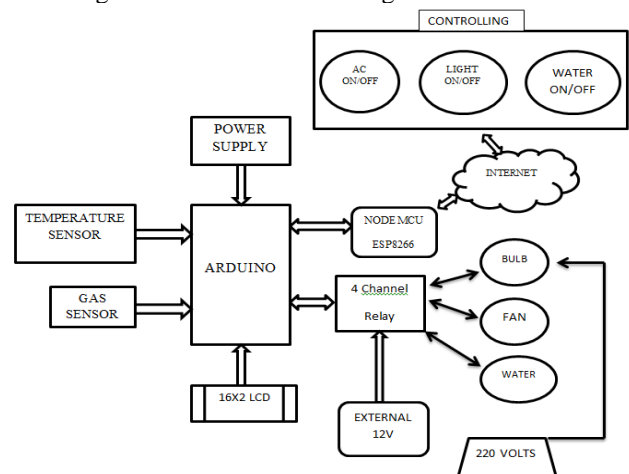 CONTROLLING
AC
ON/OFF
LIGHT
ON/OFF
WATER
ON/OFF
POWER
SUPPLY
INTERNET
TEMPERATURE
SENSOR
NODE MCU
ESP8266
ARDUINO
BULB
GAS
SENSOR
4 Channel
Relay
FAN
WATER
16X2 LCD
EXTERNAL
12V
220 VOLTS